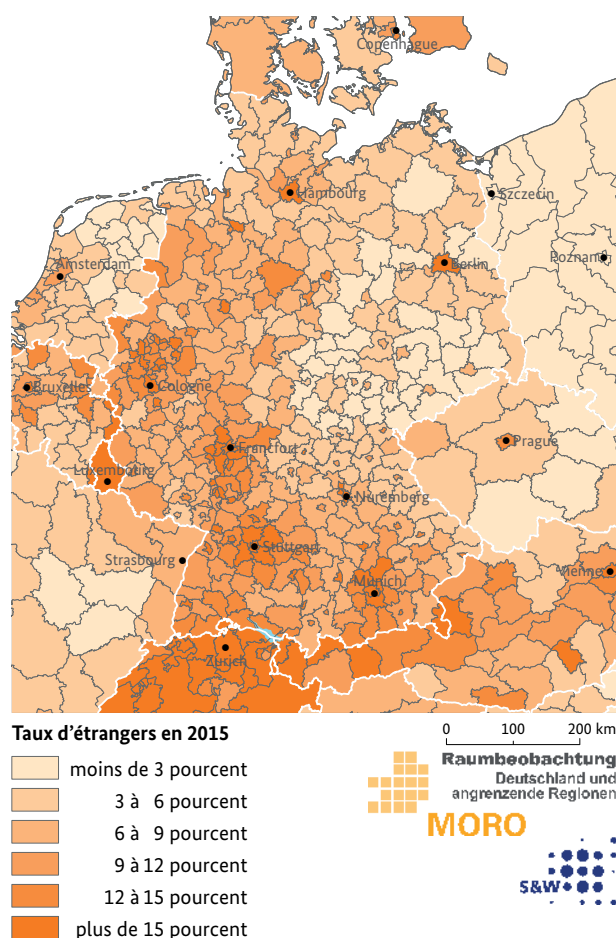 Copenhague
Hambourg
Szczecin
Amsterdam
Berlin
Poznan
Bruxelles
Cologne
Francfort
Prague
Luxembourg
Nuremberg
Strasbourg
Stuttgart
Munich
Vienne
Zurich
Taux d’étrangers en 2015
moins de 3 pourcent
3 à 6 pourcent
6 à 9 pourcent
9 à 12 pourcent
12 à 15 pourcent
plus de 15 pourcent
0 100 200 km
Raumbeobachtung
Deutschland und
angrenzende Regionen
MORO
S&W